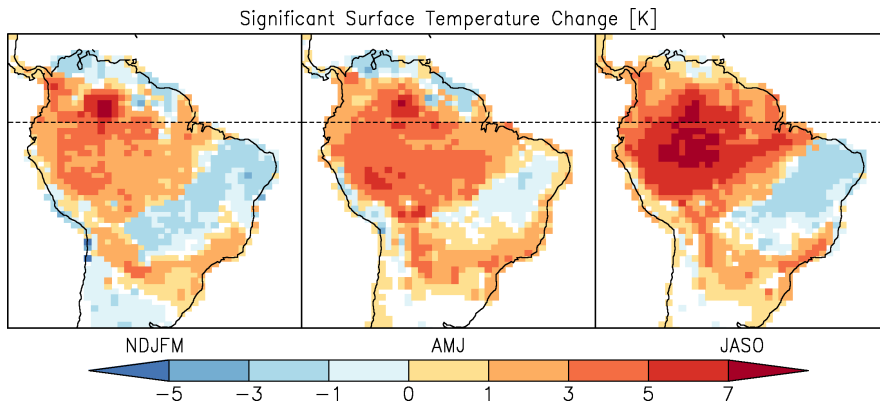 Significant Surface Temperature Change [K]
NDJFM AMJ JASO
-5 -3 -1 0 1 3 5 7